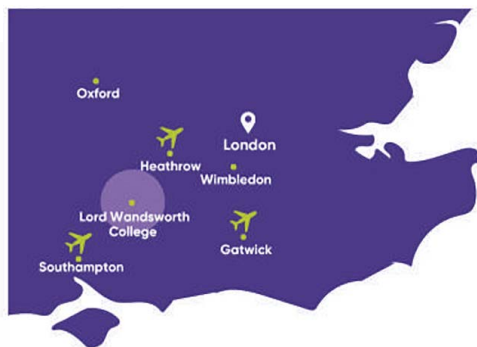 Oxford
London
Heathrow
Wimbledon
Lord Wandsworth
College
Gatwick
Southampton